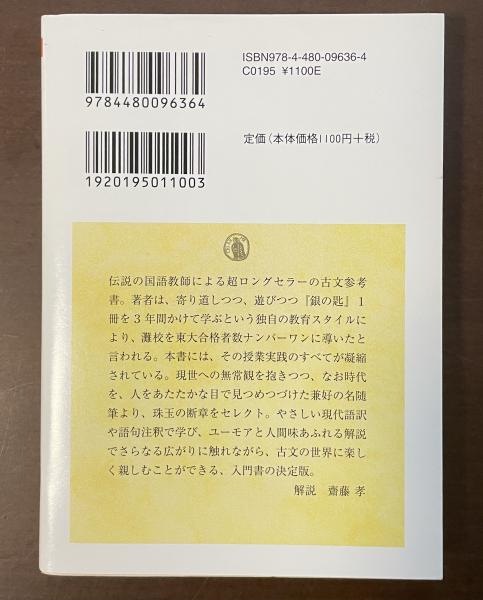 ISBN978-4-480-09636-4
C0195 ¥1100E
9784480096364
定価(本体価格1100円+税)
1920195011003
伝説の国語教師による超ロングセラーの古文参考
書。著者は、寄り道しつつ、遊びつつ『銀の匙』1
冊を3年間かけて学ぶという独自の教育スタイルに
より、灘校を東大合格者数ナンバーワンに導いたと
言われる。本書には、その授業実践のすべてが凝縮
されている。現世への無常観を抱きつつ、なお時代
を、人をあたたかな目で見つめつづけた兼好の名随
筆より、珠玉の断章をセレクト。やさしい現代語訳
や語句注釈で学び、ユーモアと人間味あふれる解説
でさらなる広がりに触れながら、古文の世界に楽し
く親しむことができる、入門書の決定版。
解説 齋藤 孝